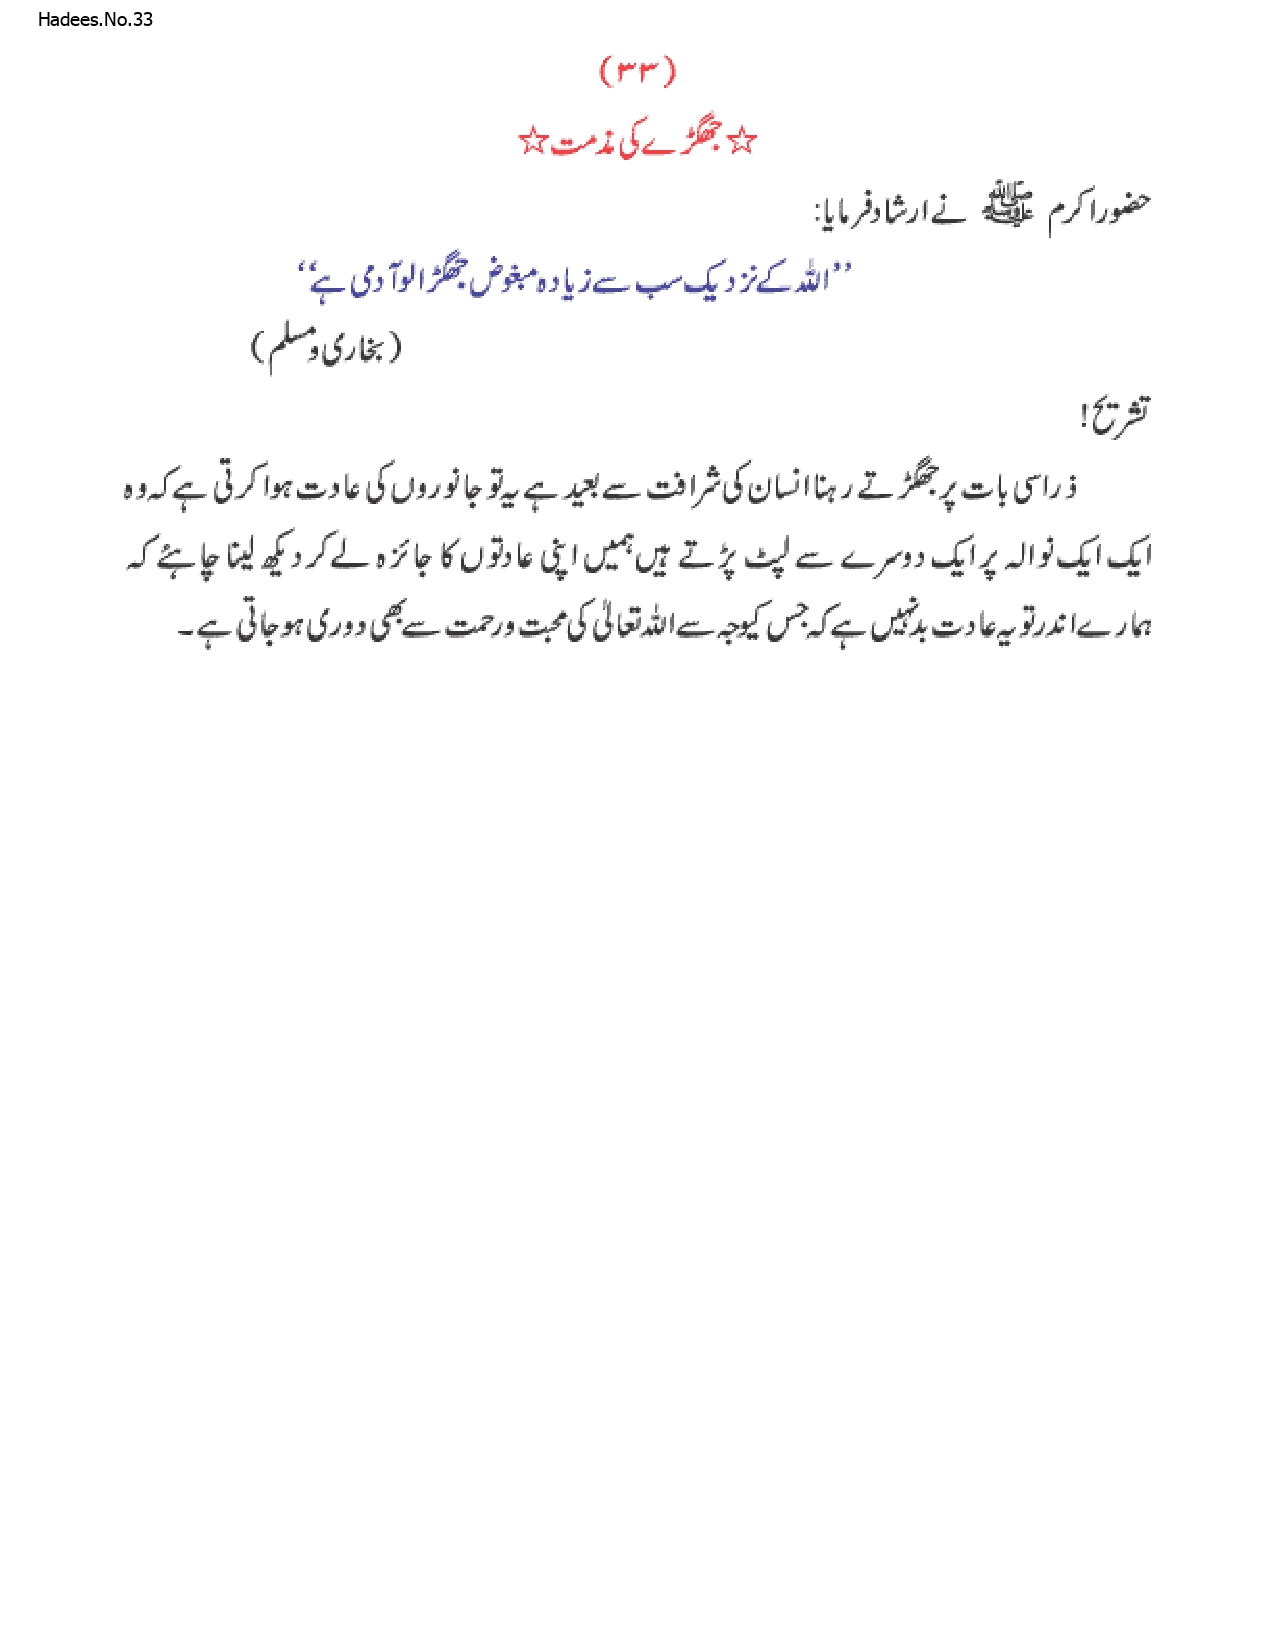 Hadees.No.33
(۳۳)
☆جھگڑے کی مذمت☆
حضور اکرم ﷺ نے ارشاد فرمایا:
’’اللہ کے نزدیک سب سے زیادہ مبغوض جھگڑالو آدمی ہے‘‘
(بخاری و مسلم)
تشریح!
ذراسی بات پر جھگڑتے رہنا انسان کی شرافت سے بعید ہے یہ تو جانوروں کی عادت ہوا کرتی ہے کہ وہ
ایک ایک نوالہ پر ایک دوسرے سے لپٹ پڑتے ہیں ہمیں اپنی عادتوں کا جائزہ لے کر دیکھ لینا چاہئے کہ
ہمارے اندر تو یہ عادت بد نہیں ہے کہ جس کیوجہ سے اللہ تعالیٰ کی محبت و رحمت سے بھی دوری ہو جاتی ہے۔